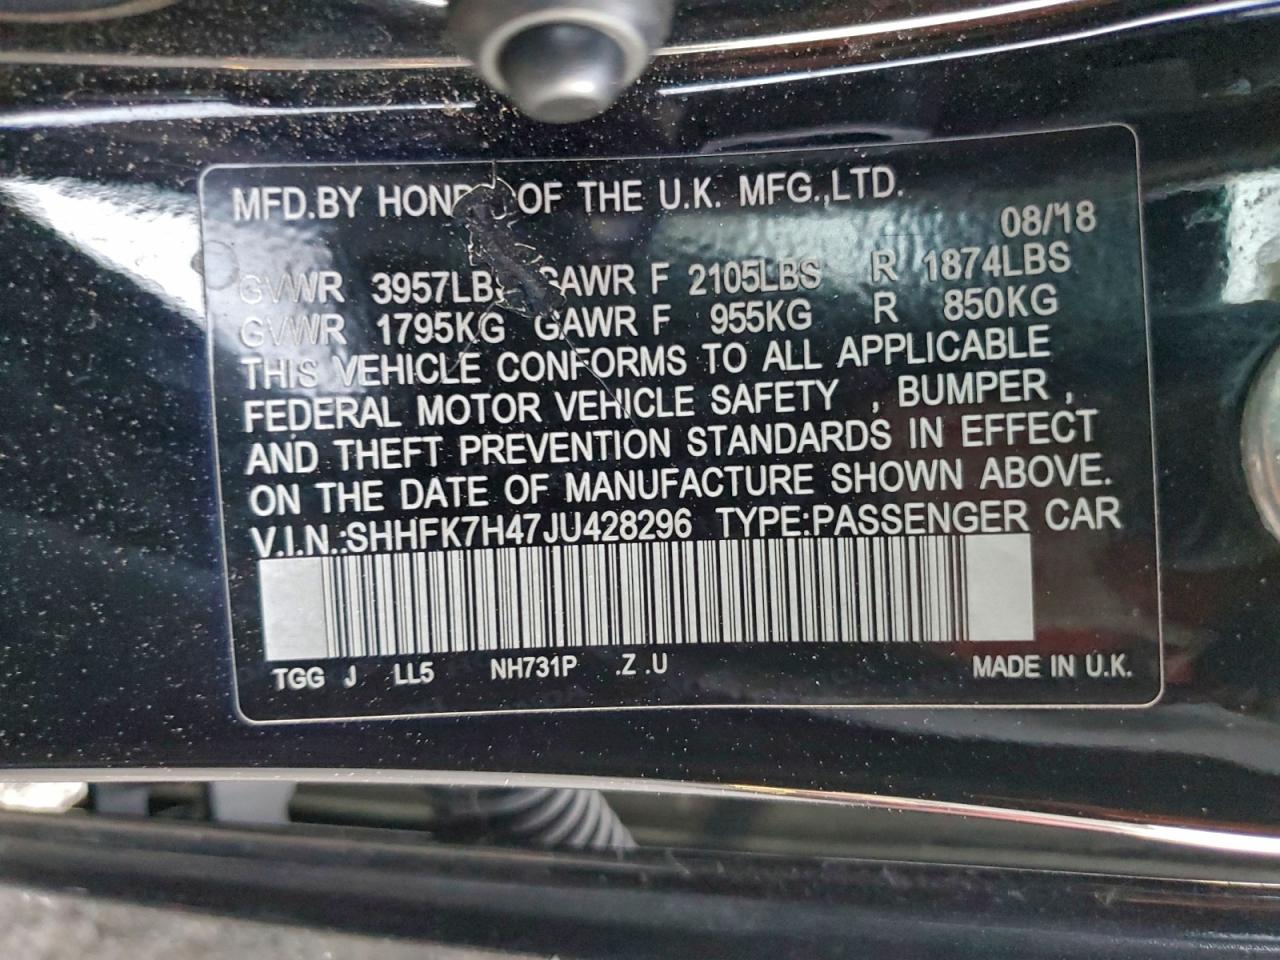 MFD.BY HONDA OF THE U.K. MFG.,LTD.
08/18
GVWR 3957LBS GAWR F 2105LBS R 1874LBS
GVWR 1795KG GAWR F 955KG R 850KG
THIS VEHICLE CONFORMS TO ALL APPLICABLE
FEDERAL MOTOR VEHICLE SAFETY , BUMPER ,
AND THEFT PREVENTION STANDARDS IN EFFECT
ON THE DATE OF MANUFACTURE SHOWN ABOVE.
V.I.N.:SHHFK7H47JU428296 TYPE:PASSENGER CAR
TGG J LL5 NH731P .Z .U MADE IN U.K.